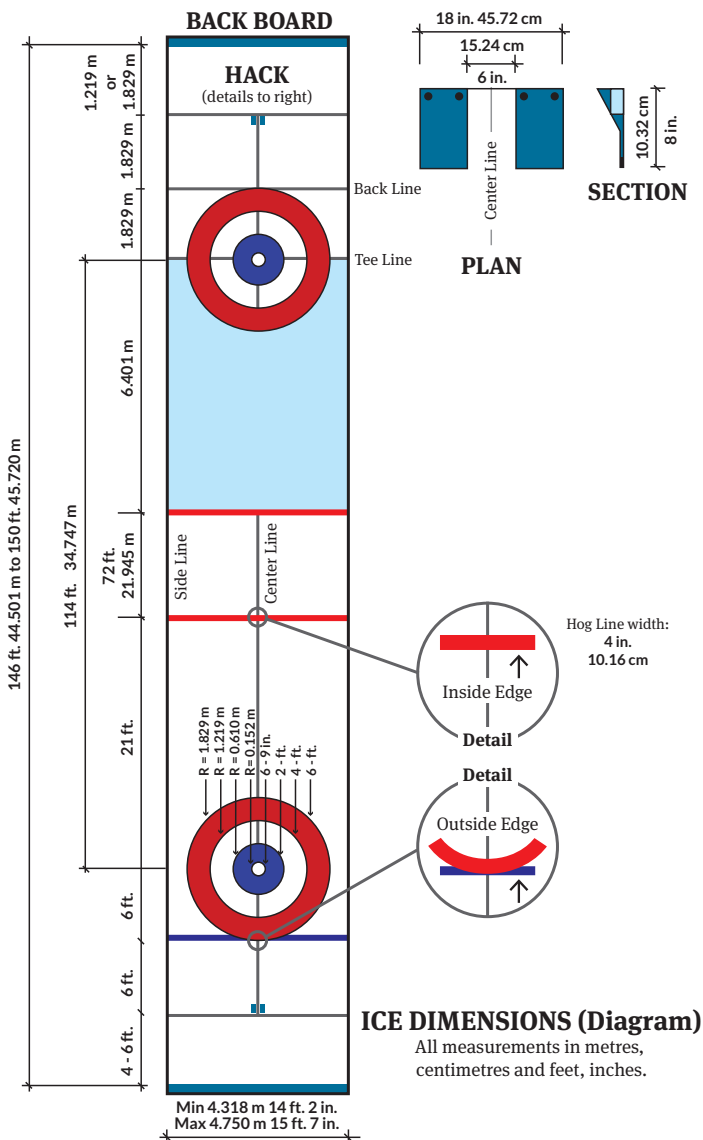 BACK BOARD
HACK
(details to right)
1.219 m
or
1.829 m
1.829 m
1.829 m
6.401 m
146 ft. 44.501 m to 150 ft. 45.720 m
114 ft. 34.747 m
72 ft.
21.945 m
21 ft.
6 ft.
6 ft.
4 - 6 ft.
Back Line
Tee Line
Side Line
Center Line
R = 1.829 m
R = 1.219 m
R = 0.610 m
R= 0.152 m
6 - 9 in.
2 - ft.
4 - ft.
6 - ft.
Min 4.318 m 14 ft. 2 in.
Max 4.750 m 15 ft. 7 in.
18 in. 45.72 cm
15.24 cm
6 in.
Center Line
PLAN
10.32 cm
8 in.
SECTION
Inside Edge
Detail
Hog Line width:
4 in.
10.16 cm
Detail
Outside Edge
ICE DIMENSIONS (Diagram)
All measurements in metres,
centimetres and feet, inches.